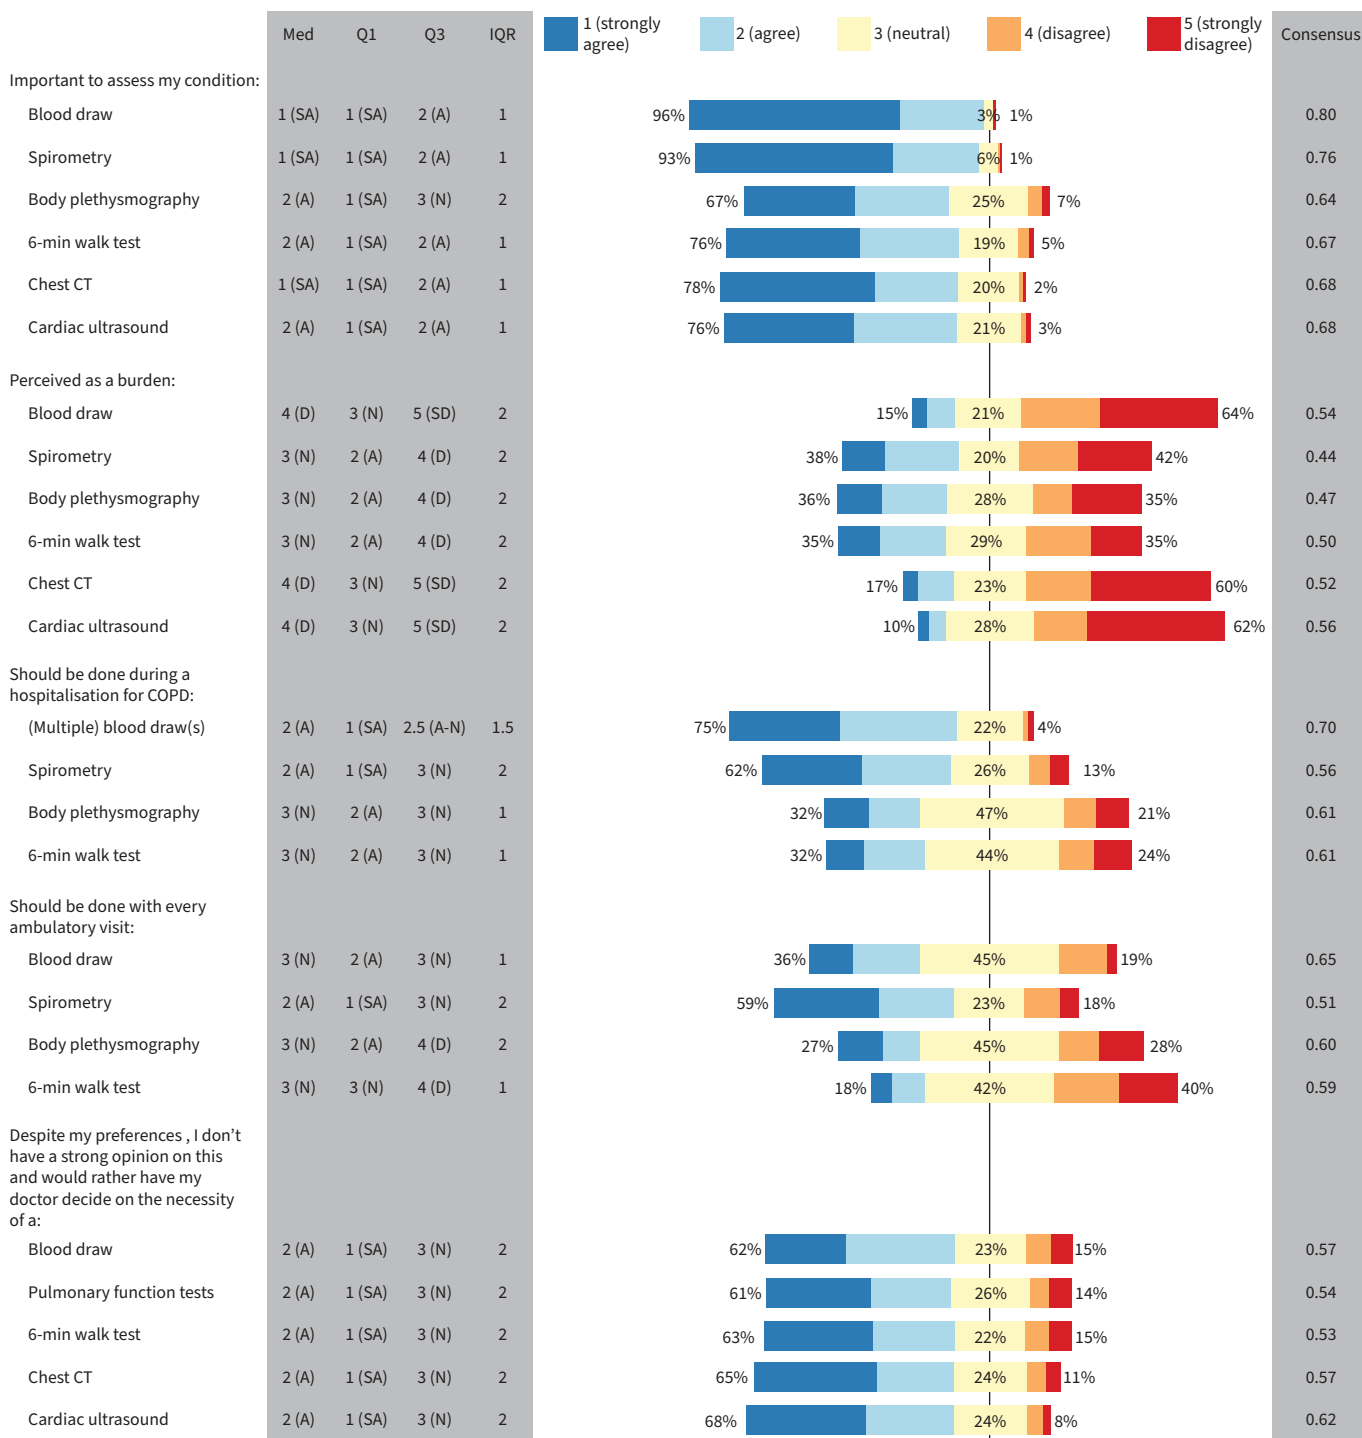 Med Q1 Q3 IQR 1 (strongly agree) 2 (agree) 3 (neutral) 4 (disagree) 5 (strongly disagree) Consensus
Important to assess my condition:
Blood draw 1 (SA) 1 (SA) 2 (A) 1 96% 3% 1% 0.80
Spirometry 1 (SA) 1 (SA) 2 (A) 1 93% 6% 1% 0.76
Body plethysmography 2 (A) 1 (SA) 3 (N) 2 67% 25% 7% 0.64
6-min walk test 2 (A) 1 (SA) 2 (A) 1 76% 19% 5% 0.67
Chest CT 1 (SA) 1 (SA) 2 (A) 1 78% 20% 2% 0.68
Cardiac ultrasound 2 (A) 1 (SA) 2 (A) 1 76% 21% 3% 0.68
Perceived as a burden:
Blood draw 4 (D) 3 (N) 5 (SD) 2 15% 21% 64% 0.54
Spirometry 3 (N) 2 (A) 4 (D) 2 38% 20% 42% 0.44
Body plethysmography 3 (N) 2 (A) 4 (D) 2 36% 28% 35% 0.47
6-min walk test 3 (N) 2 (A) 4 (D) 2 35% 29% 35% 0.50
Chest CT 4 (D) 3 (N) 5 (SD) 2 17% 23% 60% 0.52
Cardiac ultrasound 4 (D) 3 (N) 5 (SD) 2 10% 28% 62% 0.56
Should be done during a
hospitalisation for COPD:
(Multiple) blood draw(s) 2 (A) 1 (SA) 2.5 (A-N) 1.5 75% 22% 4% 0.70
Spirometry 2 (A) 1 (SA) 3 (N) 2 62% 26% 13% 0.56
Body plethysmography 3 (N) 2 (A) 3 (N) 1 32% 47% 21% 0.61
6-min walk test 3 (N) 2 (A) 3 (N) 1 32% 44% 24% 0.61
Should be done with every
ambulatory visit:
Blood draw 3 (N) 2 (A) 3 (N) 1 36% 45% 19% 0.65
Spirometry 2 (A) 1 (SA) 3 (N) 2 59% 23% 18% 0.51
Body plethysmography 3 (N) 2 (A) 4 (D) 2 27% 45% 28% 0.60
6-min walk test 3 (N) 3 (N) 4 (D) 1 18% 42% 40% 0.59
Despite my preferences , I don't
have a strong opinion on this
and would rather have my
doctor decide on the necessity
of a:
Blood draw 2 (A) 1 (SA) 3 (N) 2 62% 23% 15% 0.57
Pulmonary function tests 2 (A) 1 (SA) 3 (N) 2 61% 26% 14% 0.54
6-min walk test 2 (A) 1 (SA) 3 (N) 2 63% 22% 15% 0.53
Chest CT 2 (A) 1 (SA) 3 (N) 2 65% 24% 11% 0.57
Cardiac ultrasound 2 (A) 1 (SA) 3 (N) 2 68% 24% 8% 0.62